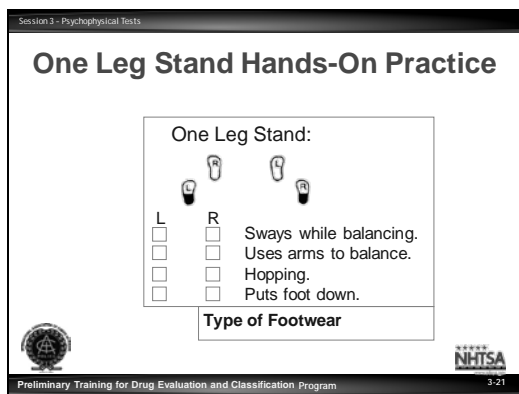 Session 3 - Psychophysical Tests
One Leg Stand Hands-On Practice
One Leg Stand:
R L
L R
L R
Sways while balancing.
Uses arms to balance.
Hopping.
Puts foot down.
Type of Footwear
NHTSA
Preliminary Training for Drug Evaluation and Classification Program 3-21